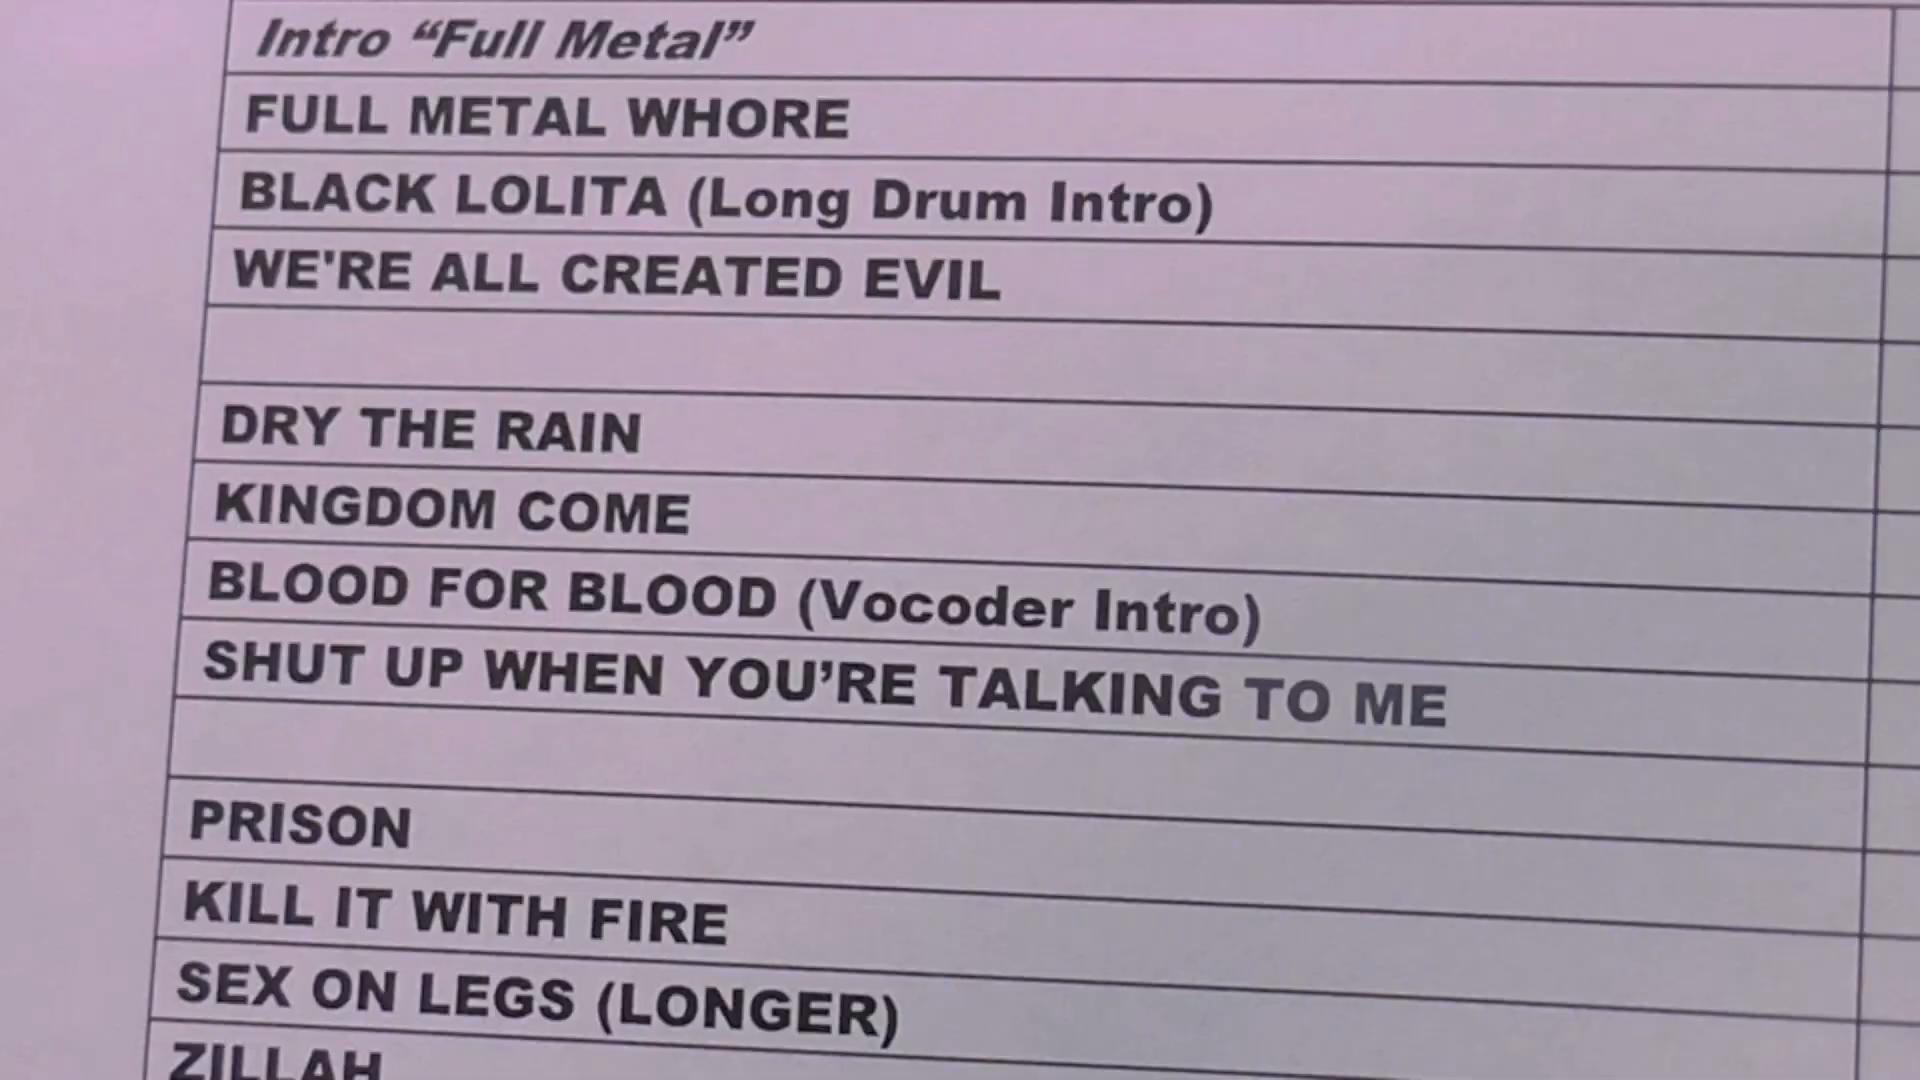 Intro “Full Metal”
FULL METAL WHORE
BLACK LOLITA (Long Drum Intro)
WE'RE ALL CREATED EVIL
DRY THE RAIN
KINGDOM COME
BLOOD FOR BLOOD (Vocoder Intro)
SHUT UP WHEN YOU’RE TALKING TO ME
PRISON
KILL IT WITH FIRE
SEX ON LEGS (LONGER)
ZILLAH